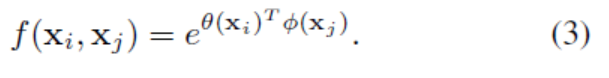 f(x_i, x_j) = e^{θ(x_i)^T ϕ(x_j)}. (3)